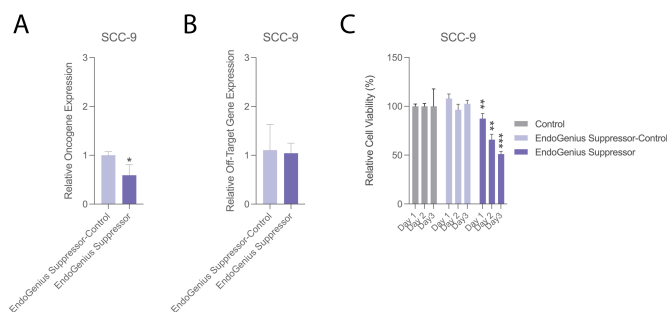 A
SCC-9
Relative Oncogene Expression
3
2
1
0
*
EndoGenius Suppressor-Control
EndoGenius Suppressor
B
SCC-9
Relative Off-Target Gene Expression
3
2
1
0
EndoGenius Suppressor-Control
EndoGenius Suppressor
C
SCC-9
Relative Cell Viability (%)
150
100
50
0
**
**
***
Day 1
Day 2
Day3
Day 1
Day 2
Day3
Day 1
Day 2
Day3
Control
EndoGenius Suppressor-Control
EndoGenius Suppressor